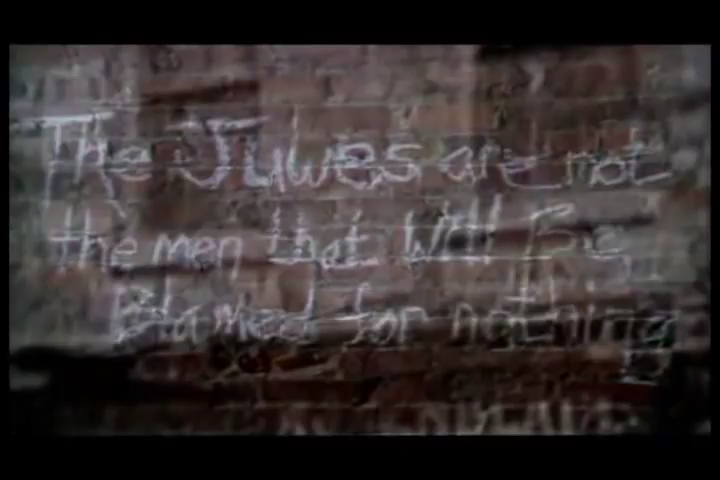 The Juwes are not
the men that Will Be
Blamed for nothing